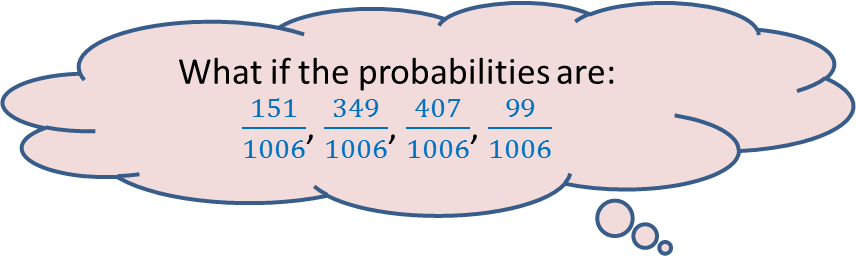 What if the probabilities are:
151/1006, 349/1006, 407/1006, 99/1006